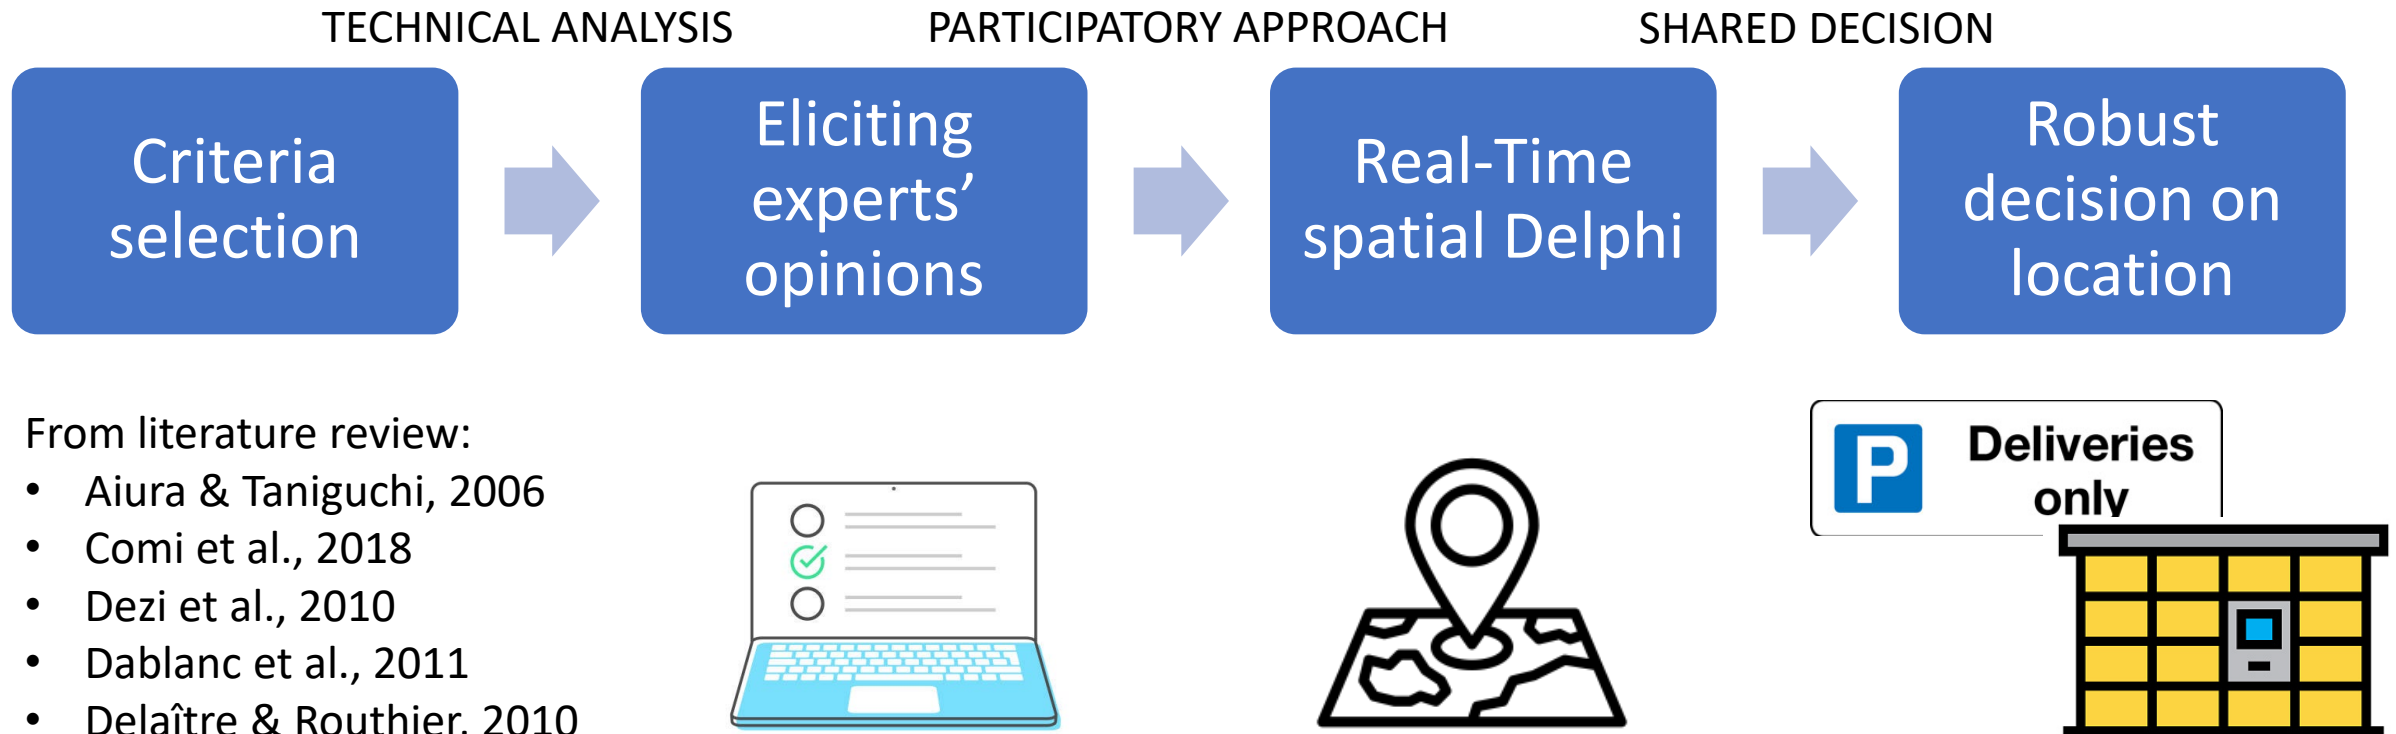 TECHNICAL ANALYSIS
PARTICIPATORY APPROACH
SHARED DECISION
Criteria
selection
Eliciting
experts’
opinions
Real-Time
spatial Delphi
Robust
decision on
location
From literature review:
• Aiura & Taniguchi, 2006
• Comi et al., 2018
• Dezi et al., 2010
• Dablanc et al., 2011
• Delaître & Routhier, 2010
P
Deliveries
only